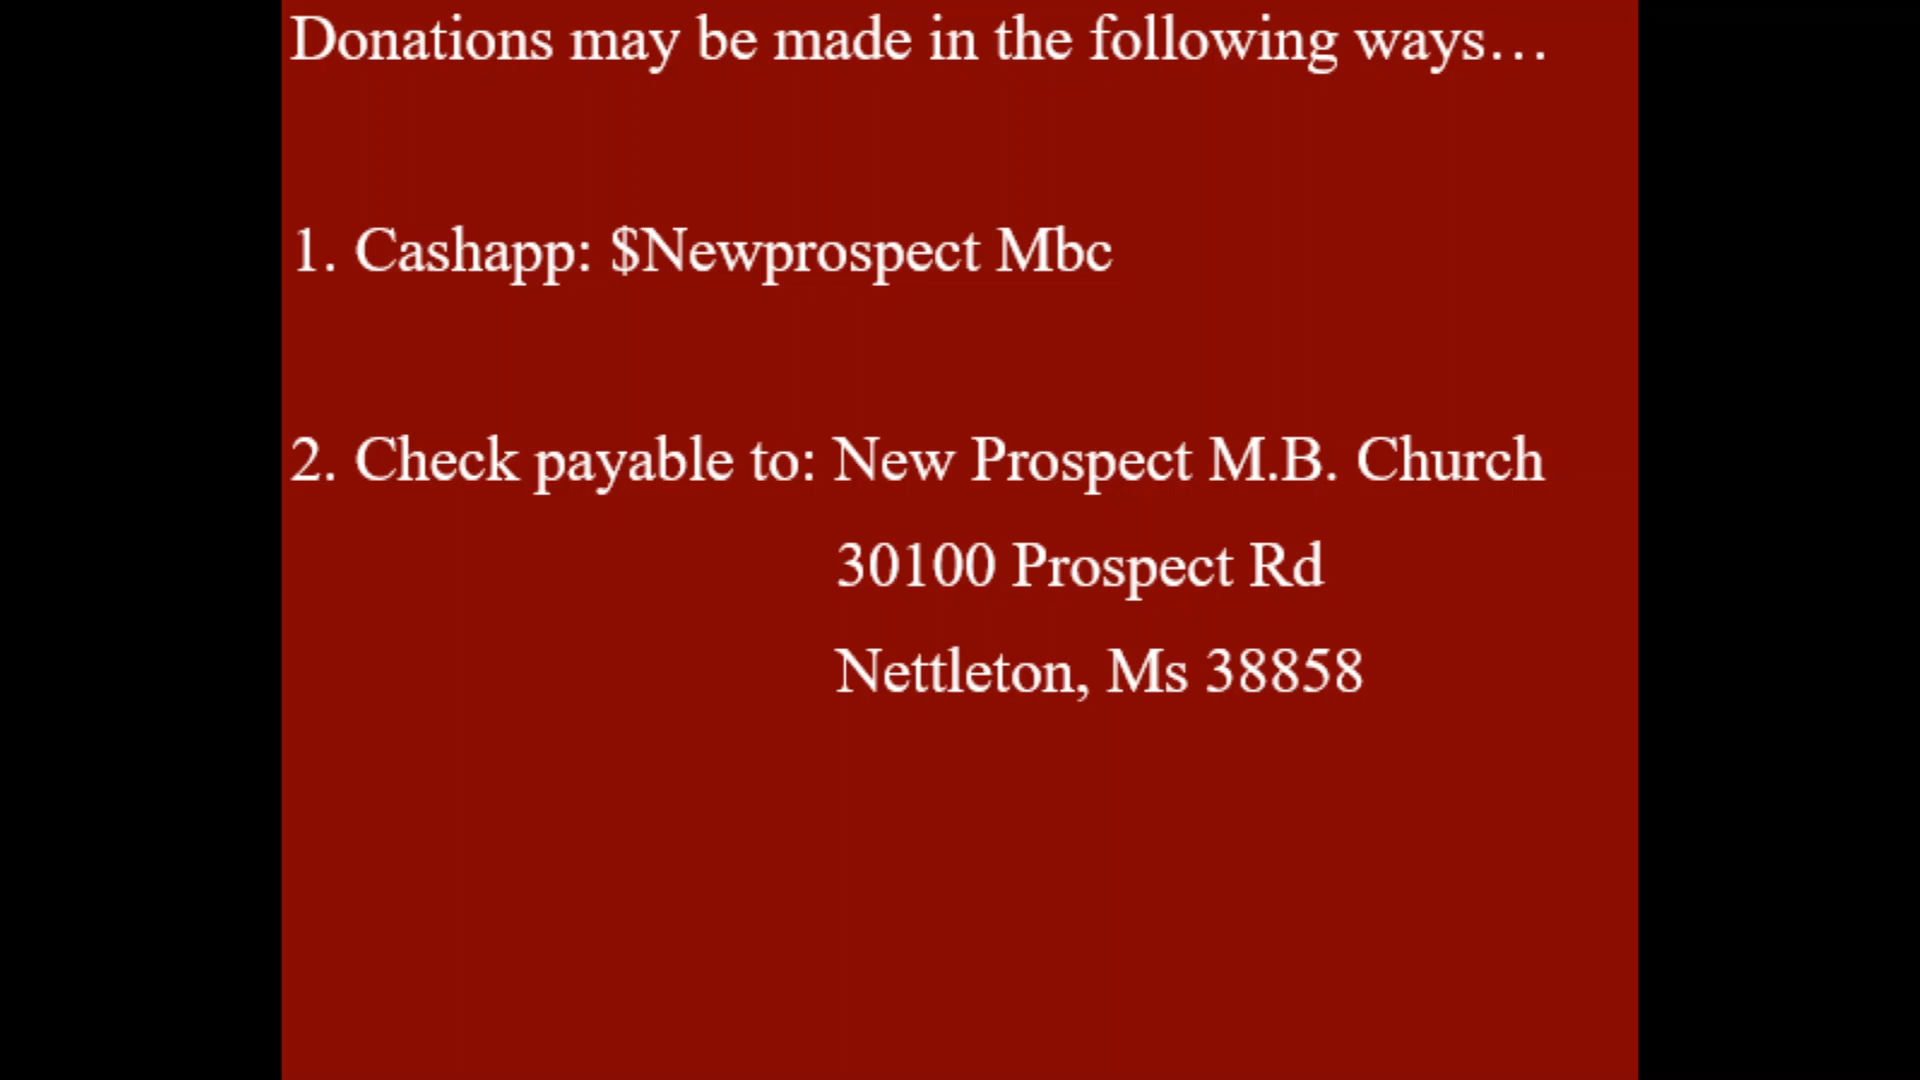 Donations may be made in the following ways…
1. Cashapp: $Newprospect Mbc
2. Check payable to: New Prospect M.B. Church
30100 Prospect Rd
Nettleton, Ms 38858